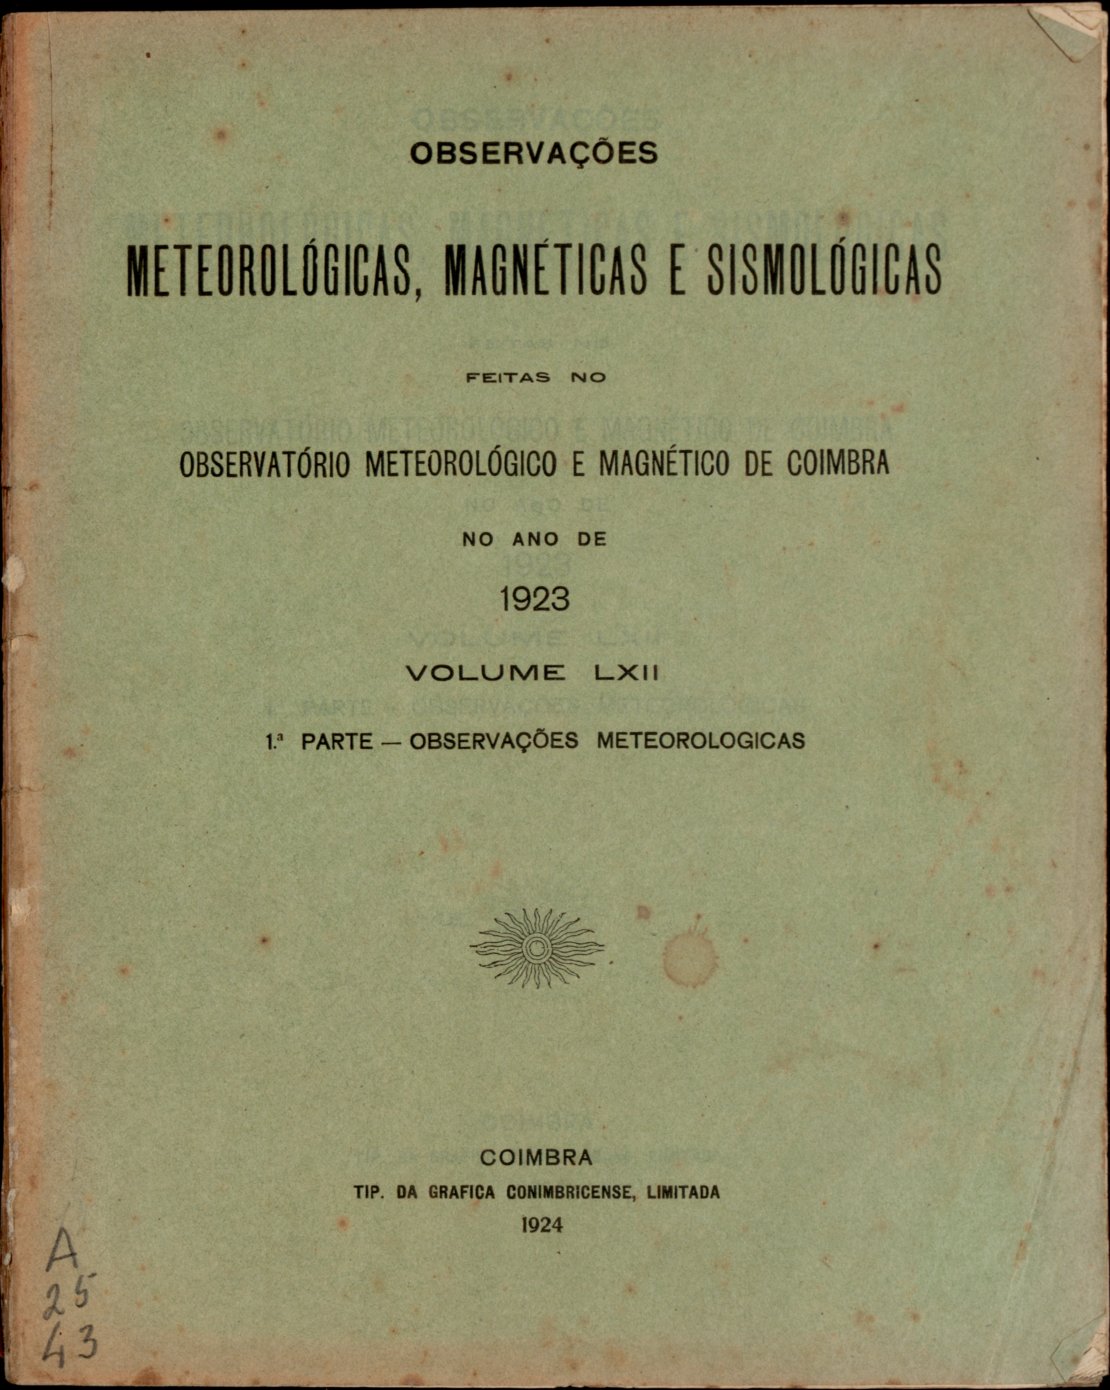 OBSERVAÇÕES
METEOROLÓGICAS, MAGNÉTICAS E SISMOLÓGICAS
FEITAS NO
OBSERVATÓRIO METEOROLÓGICO E MAGNÉTICO DE COIMBRA
NO ANO DE
1923
VOLUME LXII
1.ª PARTE — OBSERVAÇÕES METEOROLOGICAS
COIMBRA
TIP. DA GRAFICA CONIMBRICENSE, LIMITADA
1924
A
25
43